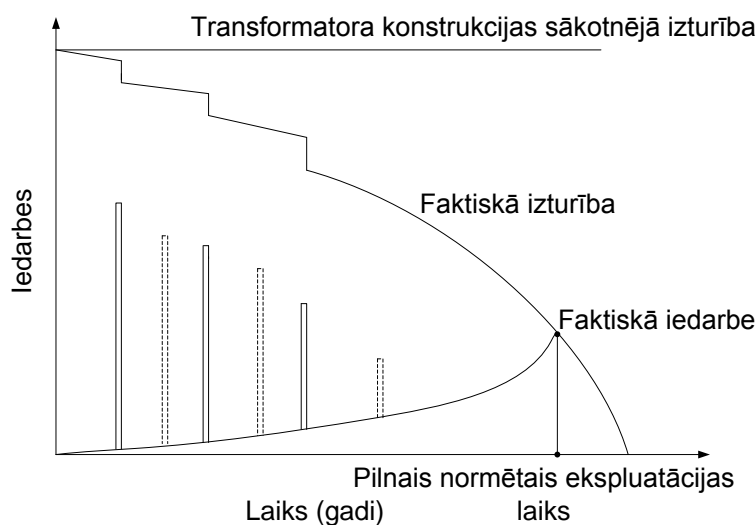 Transformatora konstrukcijas sākotnējā izturība
Iedarbes
Faktiskā izturība
Faktiskā iedarbe
Pilnais normētais ekspluatācijas
Laiks (gadi)
laiks